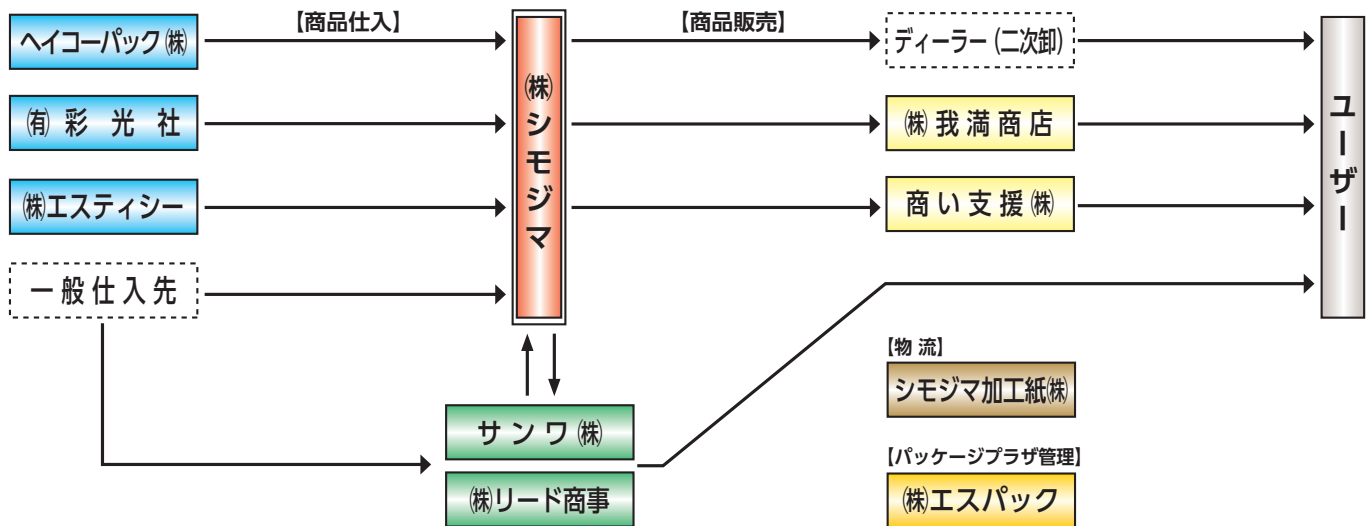 【商品仕入】
【商品販売】
ヘイコーパック㈱
㈲彩光社
㈱エスティシー
一般仕入先
㈱シモジマ
ディーラー(二次卸)
㈱我満商店
商い支援㈱
ユーザー
サンワ㈱
㈱リード商事
【物流】
シモジマ加工紙㈱
【パッケージプラザ管理】
㈱エスパック